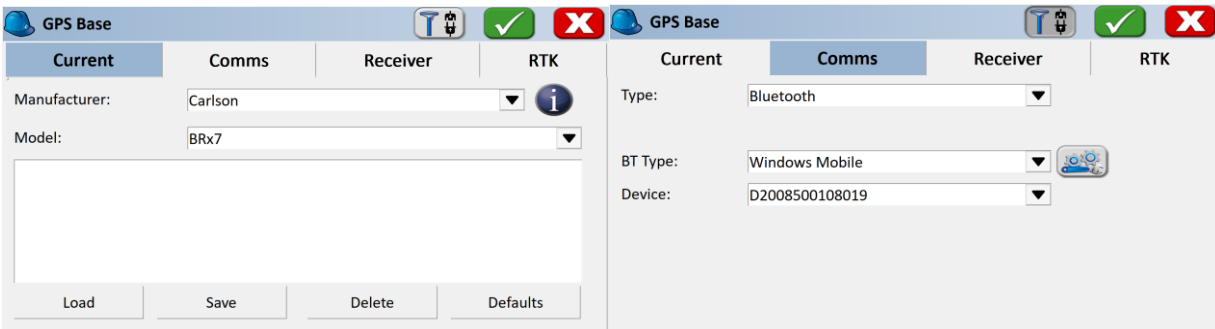 GPS Base
Current Comms Receiver RTK
Manufacturer: Carlson
Model: BRx7
Load Save Delete Defaults
GPS Base
Current Comms Receiver RTK
Type: Bluetooth
BT Type: Windows Mobile
Device: D2008500108019